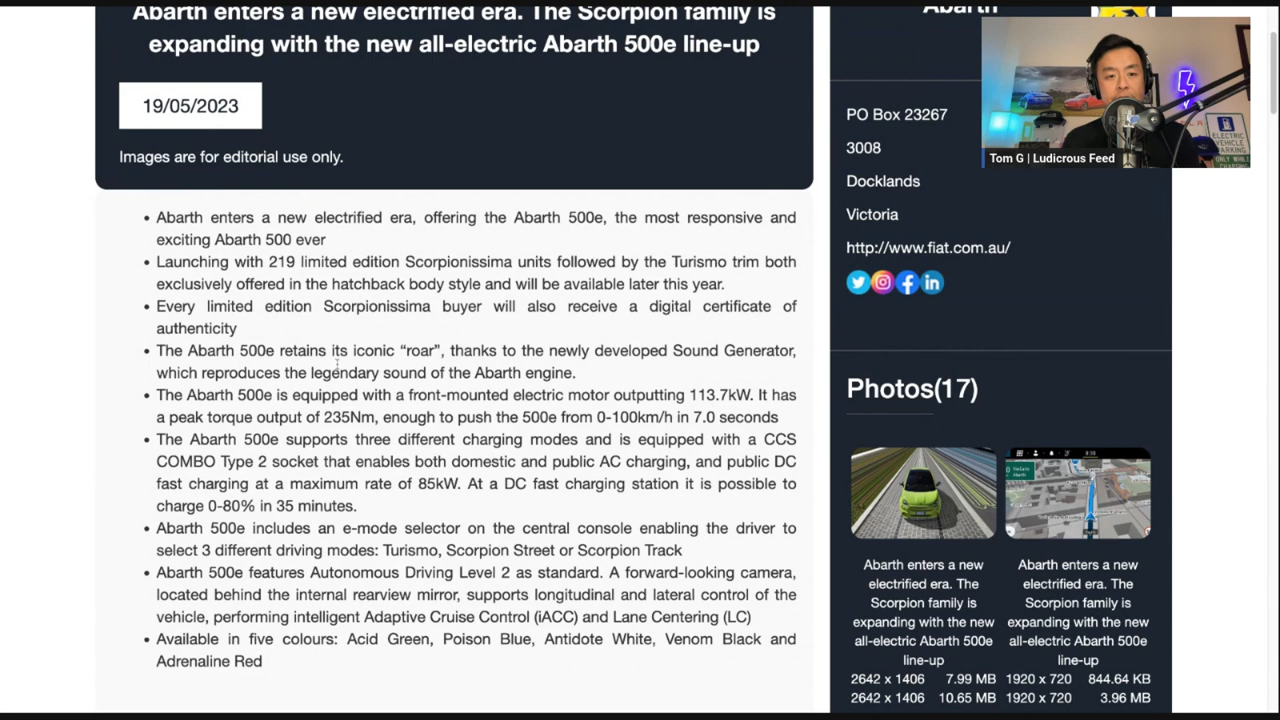 Abarth enters a new electrified era. The Scorpion family is
expanding with the new all-electric Abarth 500e line-up
19/05/2023
Images are for editorial use only.
• Abarth enters a new electrified era, offering the Abarth 500e, the most responsive and
exciting Abarth 500 ever
• Launching with 219 limited edition Scorpionissima units followed by the Turismo trim both
exclusively offered in the hatchback body style and will be available later this year.
• Every limited edition Scorpionissima buyer will also receive a digital certificate of
authenticity
• The Abarth 500e retains its iconic “roar”, thanks to the newly developed Sound Generator,
which reproduces the legendary sound of the Abarth engine.
• The Abarth 500e is equipped with a front-mounted electric motor outputting 113.7kW. It has
a peak torque output of 235Nm, enough to push the 500e from 0-100km/h in 7.0 seconds
• The Abarth 500e supports three different charging modes and is equipped with a CCS
COMBO Type 2 socket that enables both domestic and public AC charging, and public DC
fast charging at a maximum rate of 85kW. At a DC fast charging station it is possible to
charge 0-80% in 35 minutes.
• Abarth 500e includes an e-mode selector on the central console enabling the driver to
select 3 different driving modes: Turismo, Scorpion Street or Scorpion Track
• Abarth 500e features Autonomous Driving Level 2 as standard. A forward-looking camera,
located behind the internal rearview mirror, supports longitudinal and lateral control of the
vehicle, performing intelligent Adaptive Cruise Control (iACC) and Lane Centering (LC)
• Available in five colours: Acid Green, Poison Blue, Antidote White, Venom Black and
Adrenaline Red
Abarth
PO Box 23267
3008
Docklands
Victoria
http://www.fiat.com.au/
Tom G | Ludicrous Feed
ELECTRIC
VEHICLE
PARKING
ONLY WHILE
Photos(17)
Abarth enters a new
electrified era. The
Scorpion family is
expanding with the new
all-electric Abarth 500e
line-up
2642 x 1406 7.99 MB
2642 x 1406 10.65 MB
Abarth enters a new
electrified era. The
Scorpion family is
expanding with the new
all-electric Abarth 500e
line-up
1920 x 720 844.64 KB
1920 x 720 3.96 MB